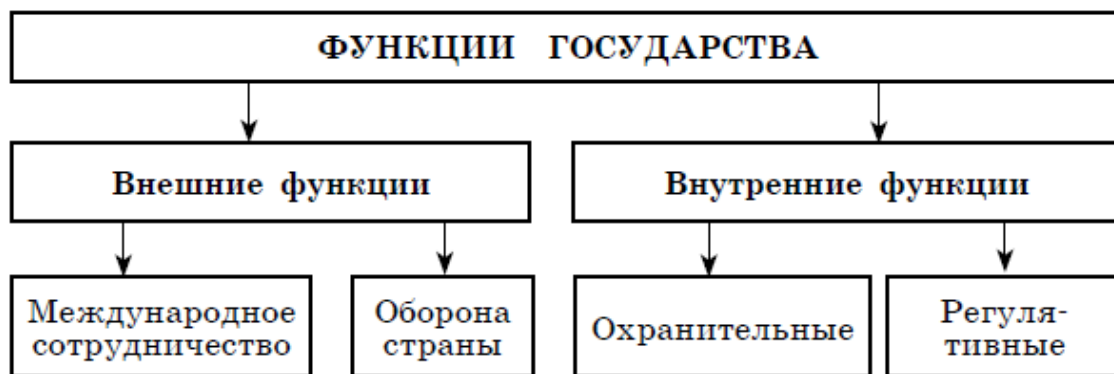 ФУНКЦИИ ГОСУДАРСТВА
Внешние функции
Внутренние функции
Международное
сотрудничество
Оборона
страны
Охранительные
Регуля-
тивные